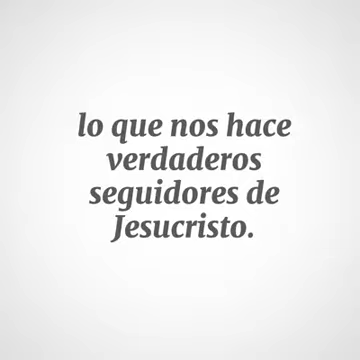 lo que nos hace
verdaderos
seguidores de
Jesucristo.